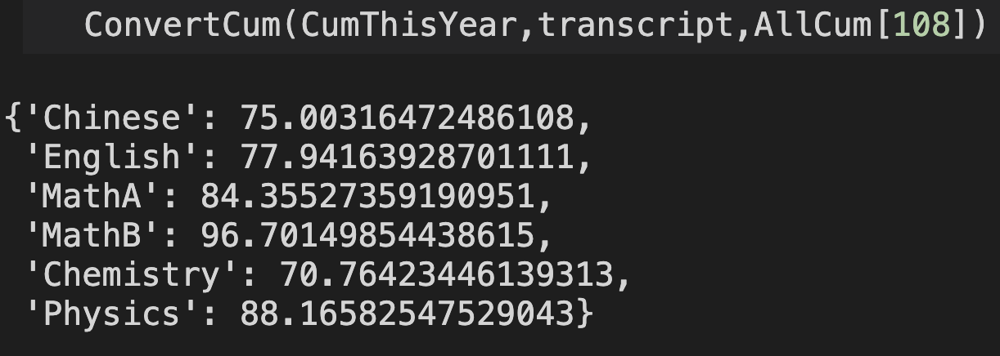 ConvertCum(CumThisYear,transcript,AllCum[108])
{'Chinese': 75.00316472486108,
'English': 77.94163928701111,
'MathA': 84.35527359190951,
'MathB': 96.70149854438615,
'Chemistry': 70.76423446139313,
'Physics': 88.16582547529043}